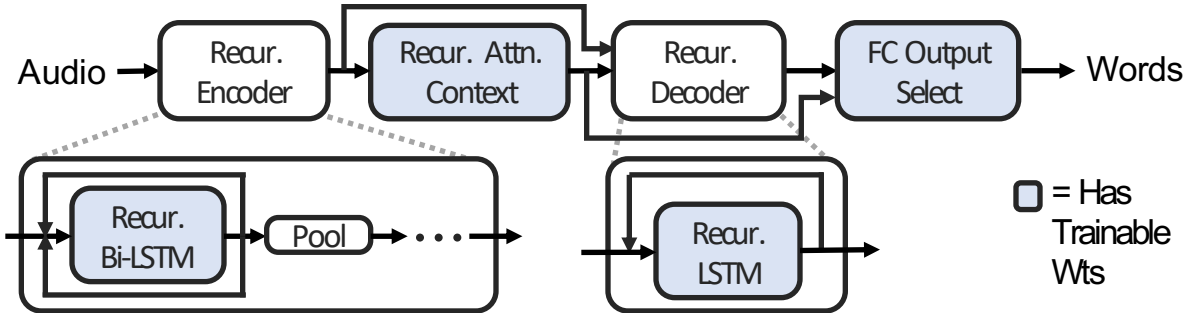 Audio
Recur.
Encoder
Recur. Attn.
Context
Recur.
Decoder
FC Output
Select
Words
Recur.
Bi-LSTM
Pool
Recur.
LSTM
= Has
Trainable
Wts